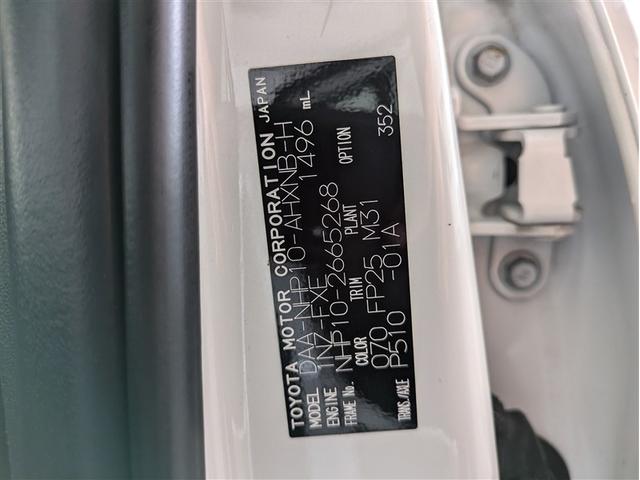 TOYOTA MOTOR CORPORATION JAPAN
MODEL DAA-NHP10-AHXNB-H
ENGINE 1NZ-FXE 1496 mL
FRAME No. NHP10-2665268
COLOR TRIM PLANT OPTION
070 FP25 M31 352
TRANS/AXLE P510 -01A